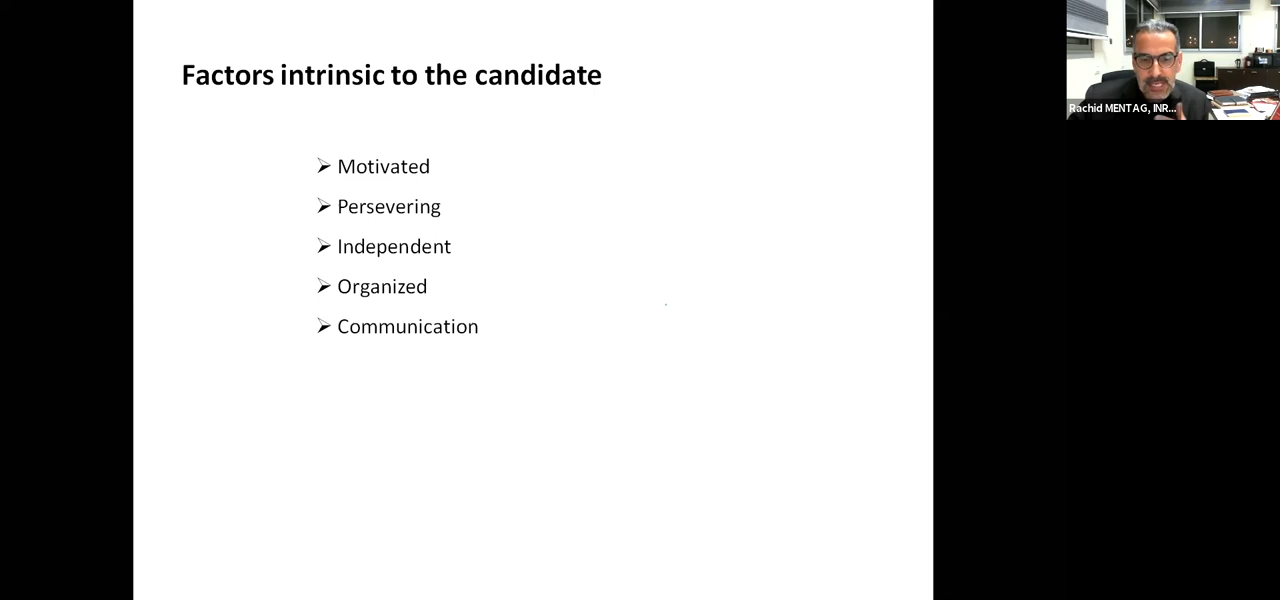 Factors intrinsic to the candidate
➢ Motivated
➢ Persevering
➢ Independent
➢ Organized
➢ Communication
Rachid MENTAG, INR...